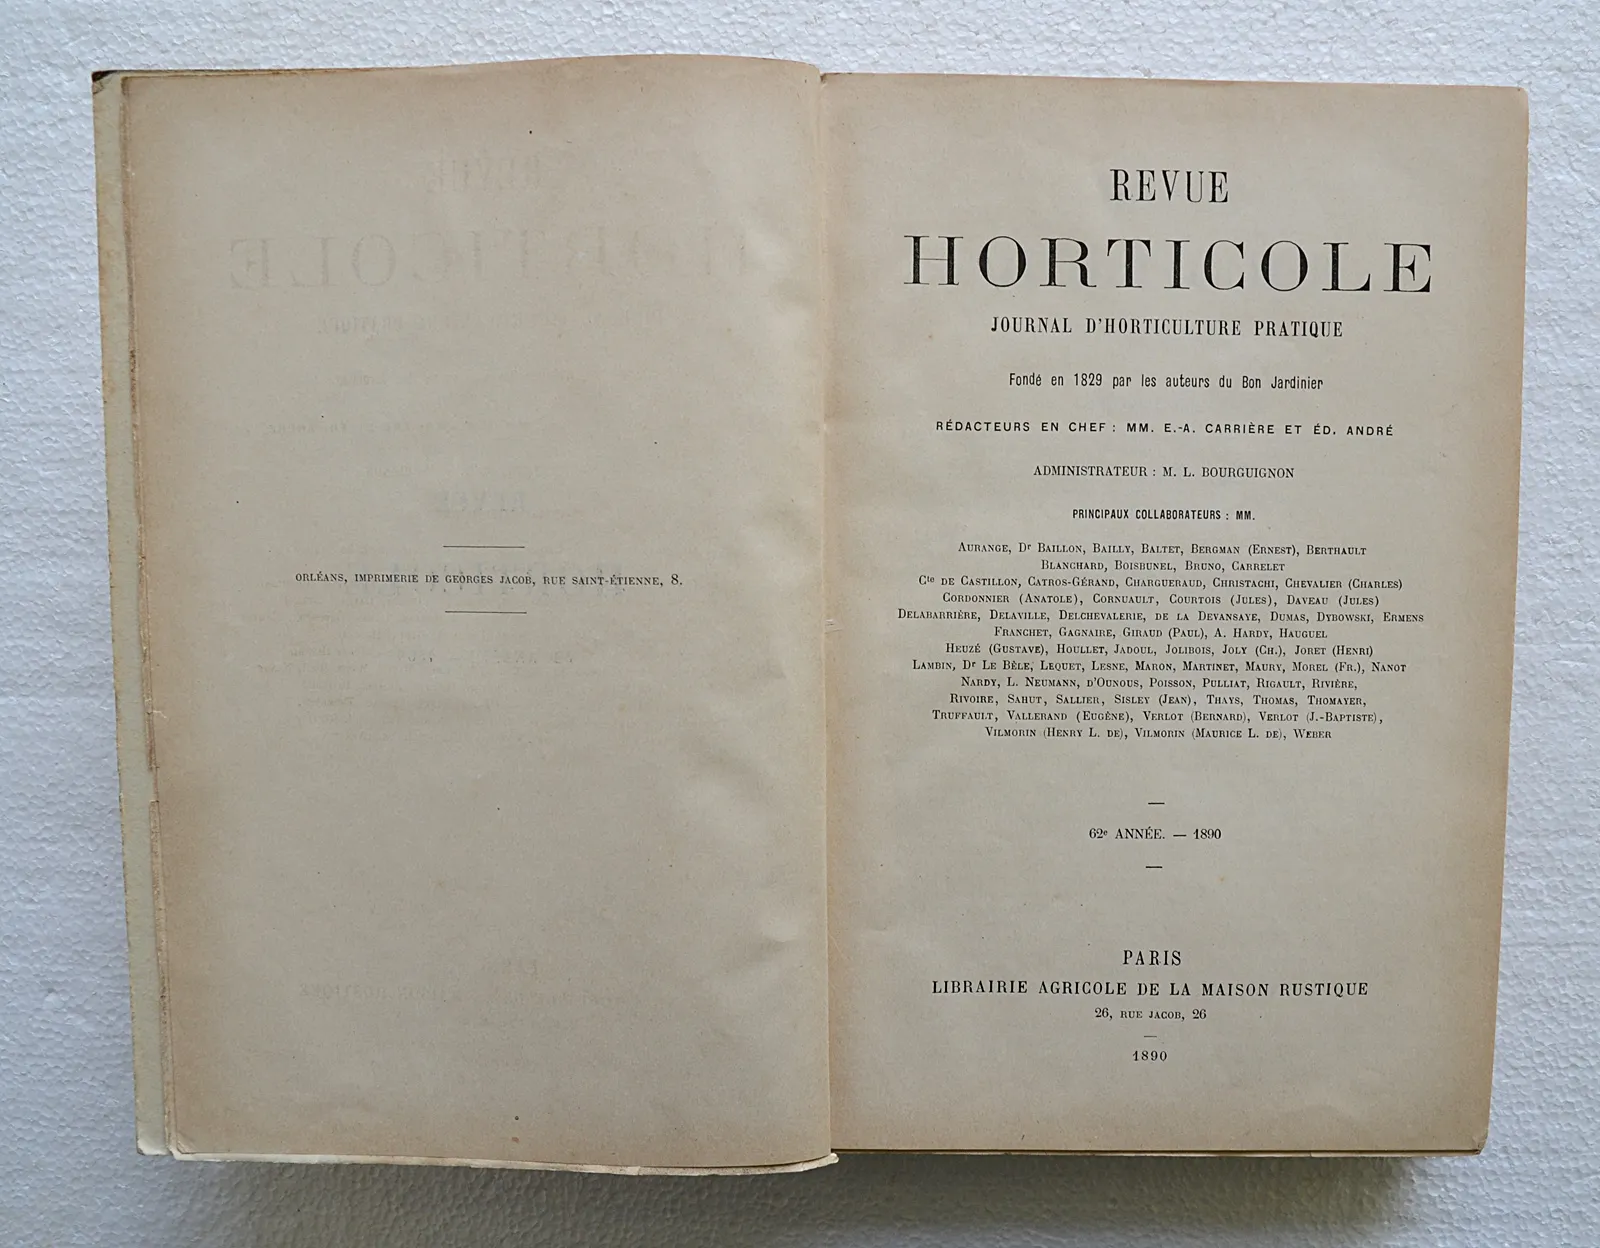 ORLÉANS, IMPRIMERIE DE GEORGES JACOB, RUE SAINT-ÉTIENNE, 8.
REVUE
HORTICOLE
JOURNAL D'HORTICULTURE PRATIQUE
Fondé en 1829 par les auteurs du Bon Jardinier
RÉDACTEURS EN CHEF : MM. E.-A. CARRIÈRE ET ÉD. ANDRÉ
ADMINISTRATEUR : M. L. BOURGUIGNON
PRINCIPAUX COLLABORATEURS : MM.
AURANGE, Dr BAILLON, BAILLY, BALTET, BERGMAN (ERNEST), BERTHAULT
BLANCHARD, BOISBUNEL, BRUNO, CARRELET
Cte DE CASTILLON, CATROS-GÉRAND, CHARGUERAUD, CHRISTACHI, CHEVALIER (CHARLES)
CORDONNIER (ANATOLE), CORNUAULT, COURTOIS (JULES), DAVEAU (JULES)
DELABARRIÈRE, DELAVILLE, DELCHEVALERIE, DE LA DEVANSAYE, DUMAS, DYBOWSKI, ERMENS
FRANCHET, GAGNAIRE, GIRAUD (PAUL), A. HARDY, HAUGUEL
HEUZÉ (GUSTAVE), HOULLET, JADOUL, JOLIBOIS, JOLY (CH.), JORET (HENRI)
LAMBIN, Dr LE BÊLE, LEQUET, LESNE, MARON, MARTINET, MAURY, MOREL (FR.), NANOT
NARDY, L. NEUMANN, D'OUNOUS, POISSON, PULLIAT, RIGAULT, RIVIÈRE,
RIVOIRE, SAHUT, SALLIER, SISLEY (JEAN), THAYS, THOMAS, THOMAYER,
TRUFFAULT, VALLERAND (EUGÈNE), VERLOT (BERNARD), VERLOT (J.-BAPTISTE),
VILMORIN (HENRY L. DE), VILMORIN (MAURICE L. DE), WEBER
62e ANNÉE. — 1890
PARIS
LIBRAIRIE AGRICOLE DE LA MAISON RUSTIQUE
26, RUE JACOB, 26
1890